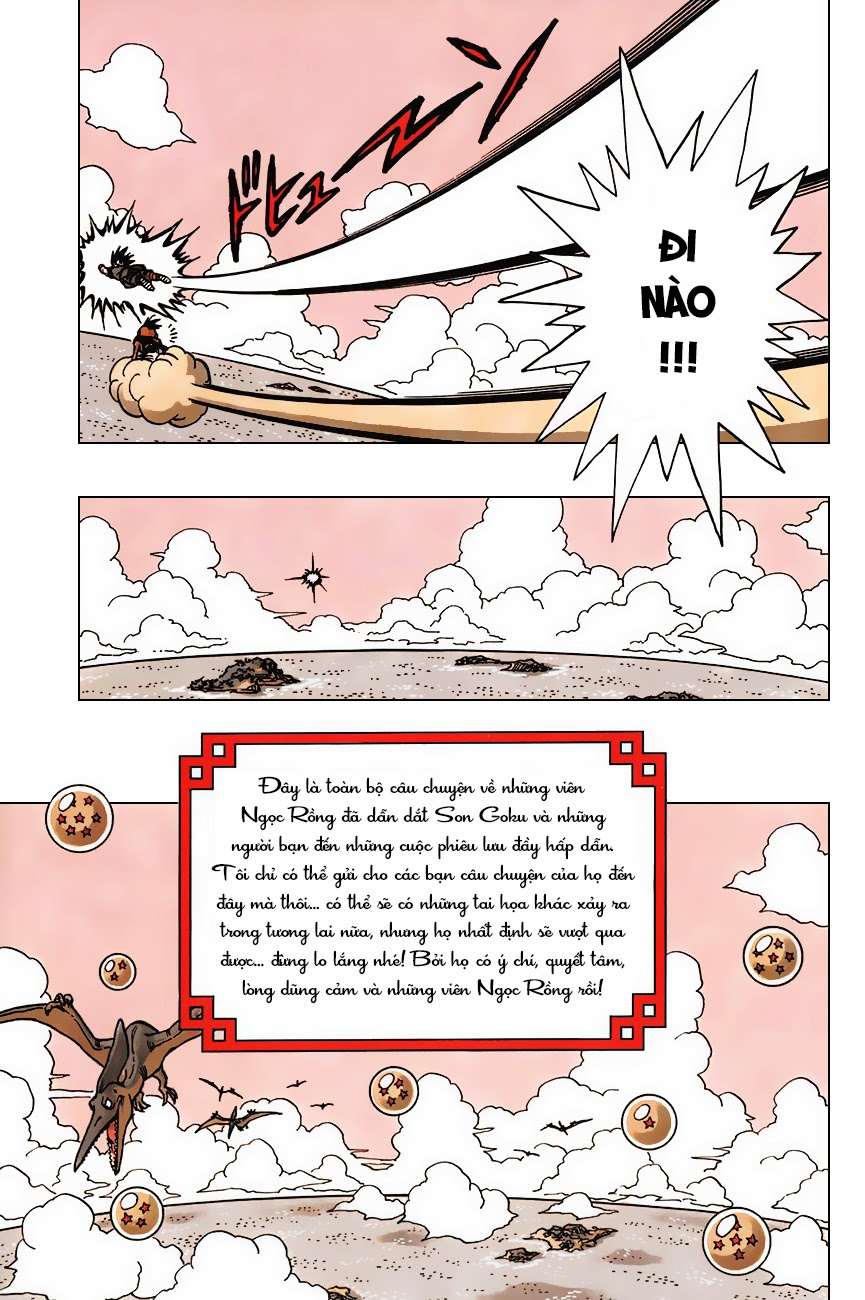 ドヒュンッ
ĐI
NÀO
!!!
Đây là toàn bộ câu chuyện về những viên
Ngọc Rồng đã dẫn dắt Son Goku và những
người bạn đến những cuộc phiêu lưu đầy hấp dẫn.
Tôi chỉ có thể gửi cho các bạn câu chuyện của họ đến
đây mà thôi... có thể sẽ có những tai họa khác xảy ra
trong tương lai nữa, nhưng họ nhất định sẽ vượt qua
được... đừng lo lắng nhé! Bởi họ có ý chí, quyết tâm,
lòng dũng cảm và những viên Ngọc Rồng rồi!